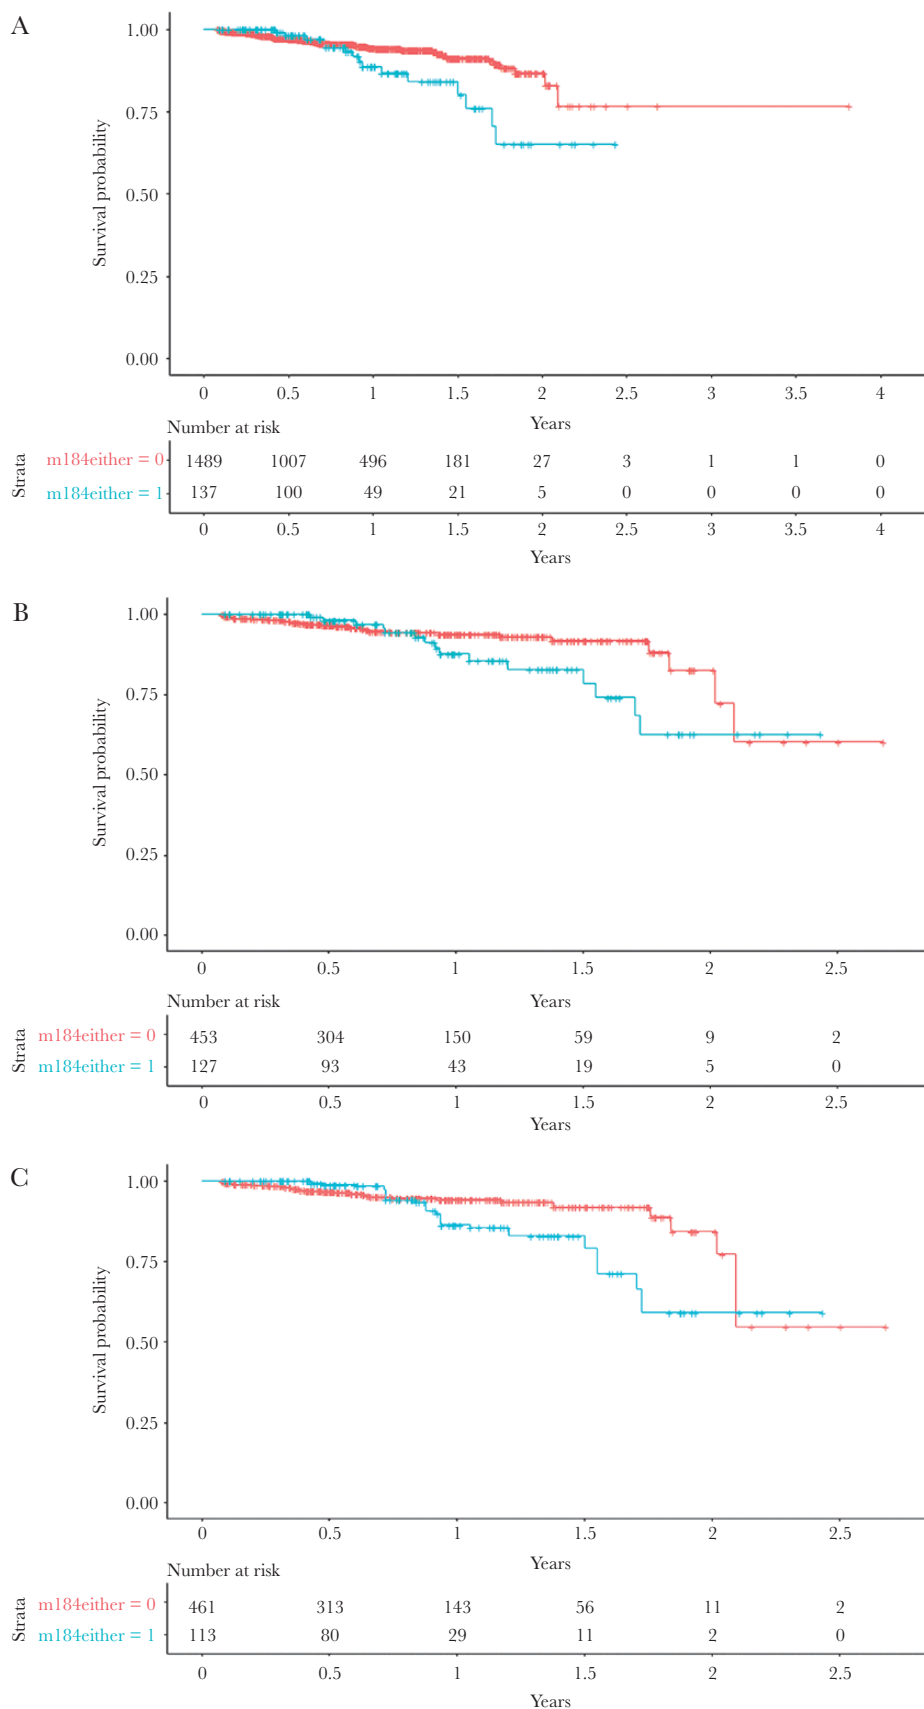 A
Survival probability
1.00
0.75
0.50
0.25
0.00
0 0.5 1 1.5 2 2.5 3 3.5 4
Years
Number at risk
Strata
m184either = 0 1489 1007 496 181 27 3 1 1 0
m184either = 1 137 100 49 21 5 0 0 0 0
0 0.5 1 1.5 2 2.5 3 3.5 4
Years
B
Survival probability
1.00
0.75
0.50
0.25
0.00
0 0.5 1 1.5 2 2.5
Number at risk Years
Strata
m184either = 0 453 304 150 59 9 2
m184either = 1 127 93 43 19 5 0
0 0.5 1 1.5 2 2.5
Years
C
Survival probability
1.00
0.75
0.50
0.25
0.00
0 0.5 1 1.5 2 2.5
Years
Number at risk
Strata
m184either = 0 461 313 143 56 11 2
m184either = 1 113 80 29 11 2 0
0 0.5 1 1.5 2 2.5
Years